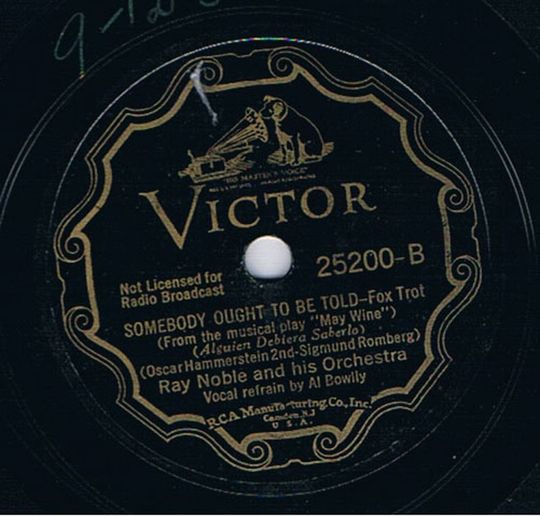 9-12
"HIS MASTER'S VOICE"
VICTOR
Not Licensed for
Radio Broadcast
25200-B
SOMEBODY OUGHT TO BE TOLD-Fox Trot
(From the musical play "May Wine")
(Alguien Debiera Saberlo)
(Oscar Hammerstein 2nd-Sigmund Romberg)
Ray Noble and his Orchestra
Vocal refrain by Al Bowlly
R.C.A. Manufacturing.Co., Inc.
Camden.N.J.
U.S.A.